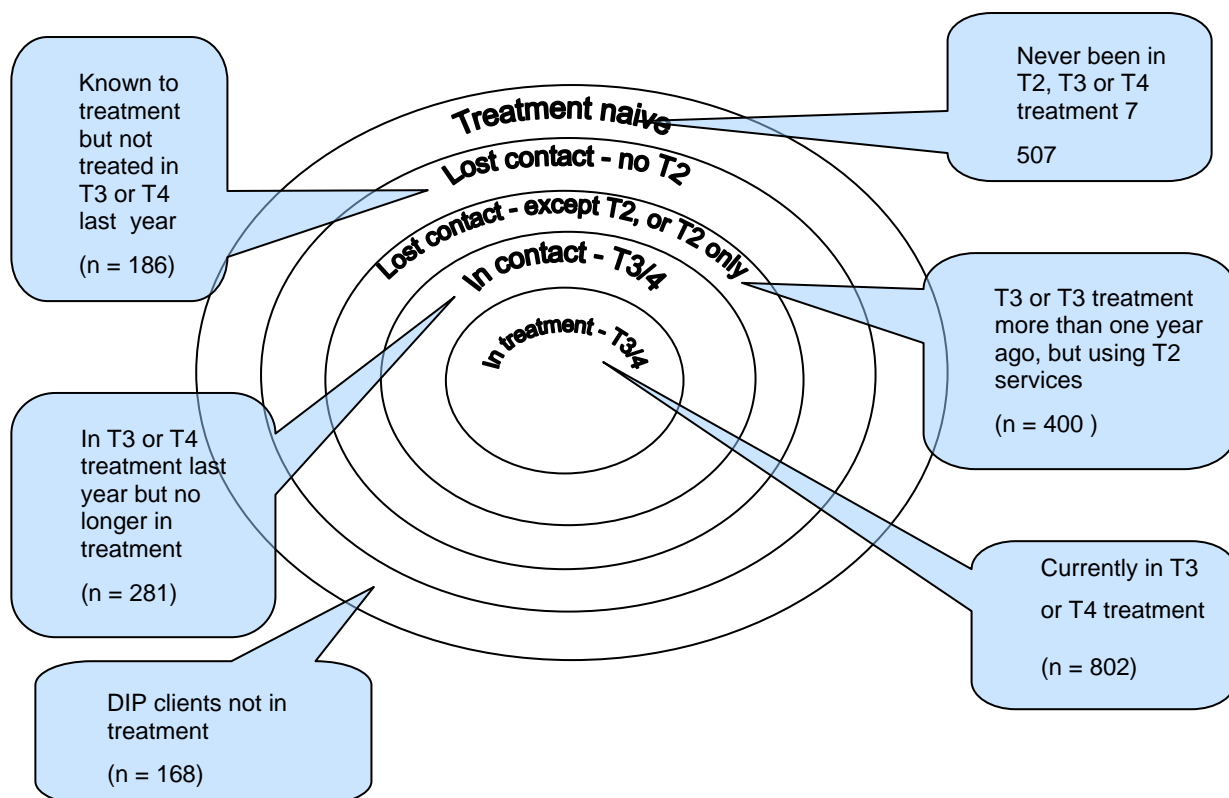 Known to
treatment
but not
treated in
T3 or T4
last year
(n = 186)
Never been in
T2, T3 or T4
treatment 7
507
Treatment naive
Lost contact - no T2
Lost contact - except T2, or T2 only
In contact - T3/4
In treatment - T3/4
T3 or T3 treatment
more than one year
ago, but using T2
services
(n = 400 )
In T3 or T4
treatment last
year but no
longer in
treatment
(n = 281)
Currently in T3
or T4 treatment
(n = 802)
DIP clients not in
treatment
(n = 168)